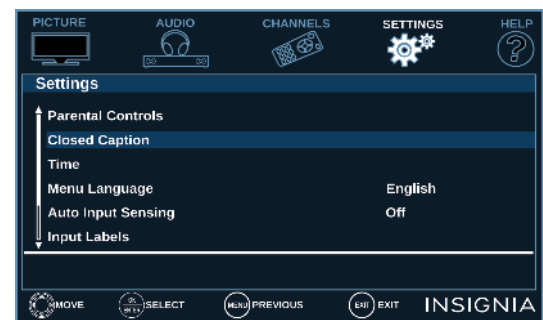 PICTURE AUDIO CHANNELS SETTINGS HELP
Settings
Parental Controls
Closed Caption
Time
Menu Language English
Auto Input Sensing Off
Input Labels
MOVE OK ENTER SELECT MENU PREVIOUS EXIT EXIT INSIGNIA